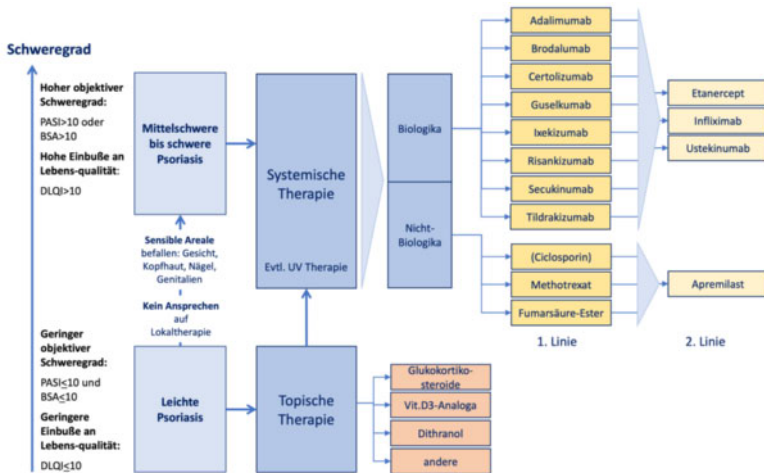 Schweregrad
Hoher objektiver
Schweregrad:
PASI>10 oder
BSA>10
Hohe Einbuße an
Lebens-qualität:
DLQI>10
Mittelschwere
bis schwere
Psoriasis
Sensible Areale
befallen: Gesicht,
Kopfhaut, Nägel,
Genitalien
Kein Ansprechen
auf
Lokaltherapie
Geringer
objektiver
Schweregrad:
PASI≤10 und
BSA≤10
Geringere
Einbuße an
Lebens-qualität:
DLQI≤10
Leichte
Psoriasis
Systemische
Therapie
Evtl. UV Therapie
Topische
Therapie
Biologika
Nicht-
Biologika
Adalimumab
Brodalumab
Certolizumab
Guselkumab
Ixekizumab
Risankizumab
Secukinumab
Tildrakizumab
(Ciclosporin)
Methotrexat
Fumarsäure-Ester
1. Linie
Etanercept
Infliximab
Ustekinumab
Apremilast
2. Linie
Glukokortiko-
steroide
Vit.D3-Analoga
Dithranol
andere